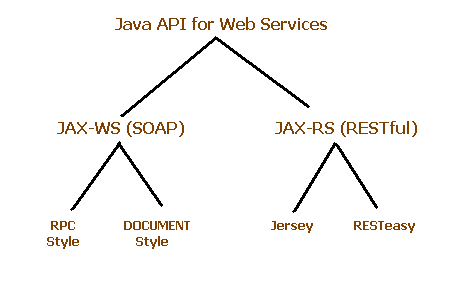 Java API for Web Services
JAX-WS (SOAP)
JAX-RS (RESTful)
RPC
Style
DOCUMENT
Style
Jersey
RESTeasy